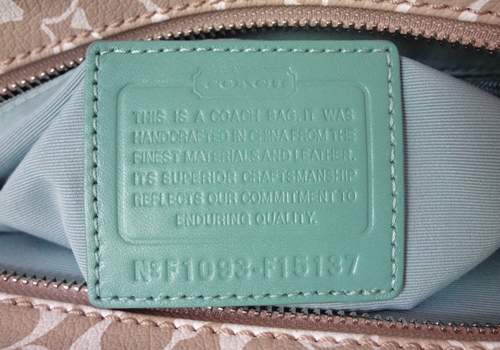 COACH
THIS IS A COACH BAG. IT WAS
HANDCRAFTED IN CHINA FROM THE
FINEST MATERIALS AND LEATHER.
ITS SUPERIOR CRAFTSMANSHIP
REFLECTS OUR COMMITMENT TO
ENDURING QUALITY.
Nº F1093-F15137